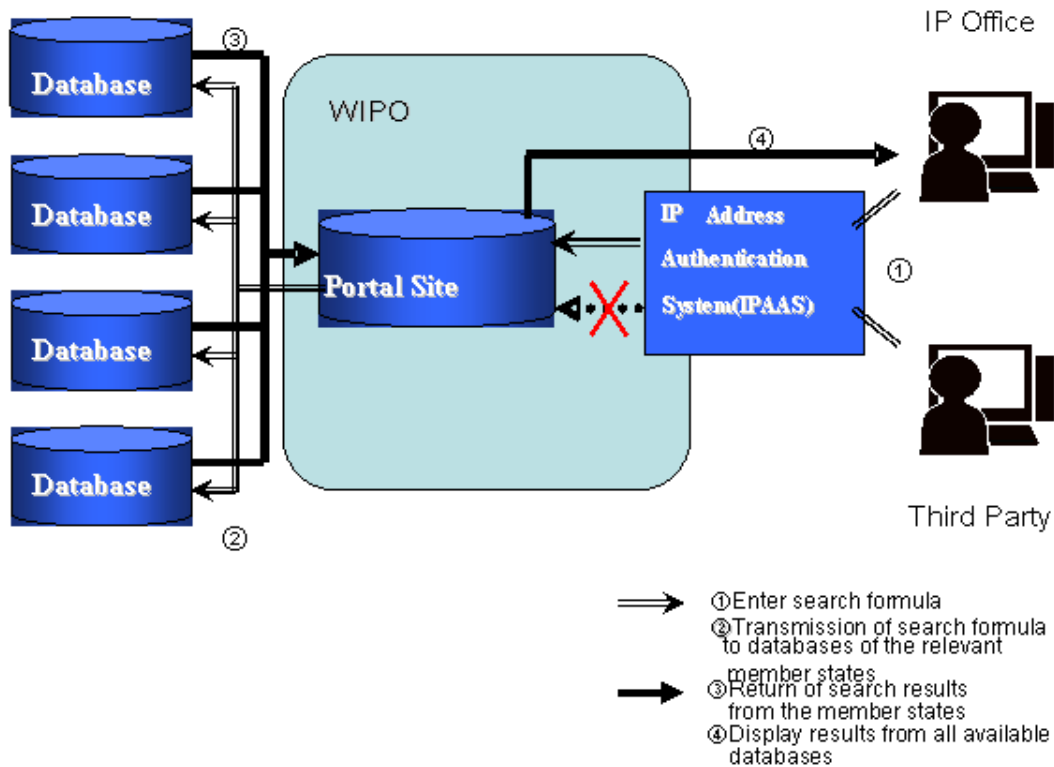 IP Office
③
Database
WIPO
④
Database
IP Address
Authentication
System(IPAAS)
①
Portal Site
Database
Database
②
Third Party
①Enter search formula
②Transmission of search formula
to databases of the relevant
member states
③Return of search results
from the member states
④Display results from all available
databases